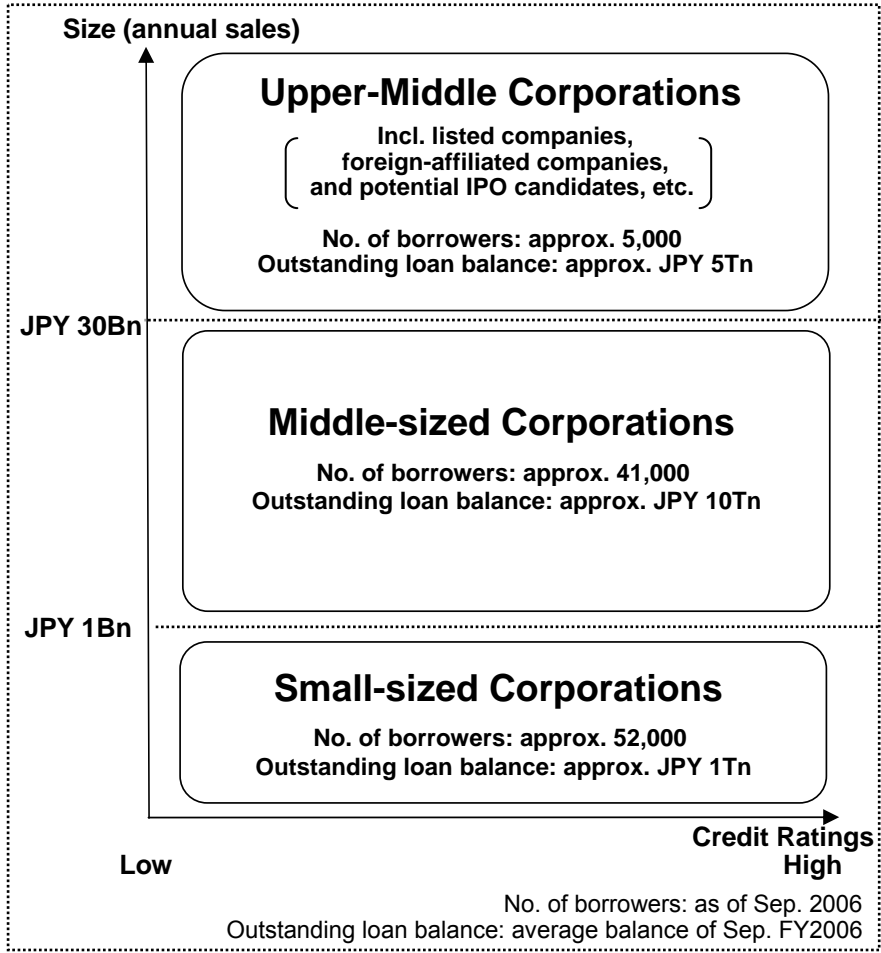 Size (annual sales)
Upper-Middle Corporations
Incl. listed companies,
foreign-affiliated companies,
and potential IPO candidates, etc.
No. of borrowers: approx. 5,000
Outstanding loan balance: approx. JPY 5Tn
JPY 30Bn
Middle-sized Corporations
No. of borrowers: approx. 41,000
Outstanding loan balance: approx. JPY 10Tn
JPY 1Bn
Small-sized Corporations
No. of borrowers: approx. 52,000
Outstanding loan balance: approx. JPY 1Tn
Credit Ratings
Low
High
No. of borrowers: as of Sep. 2006
Outstanding loan balance: average balance of Sep. FY2006